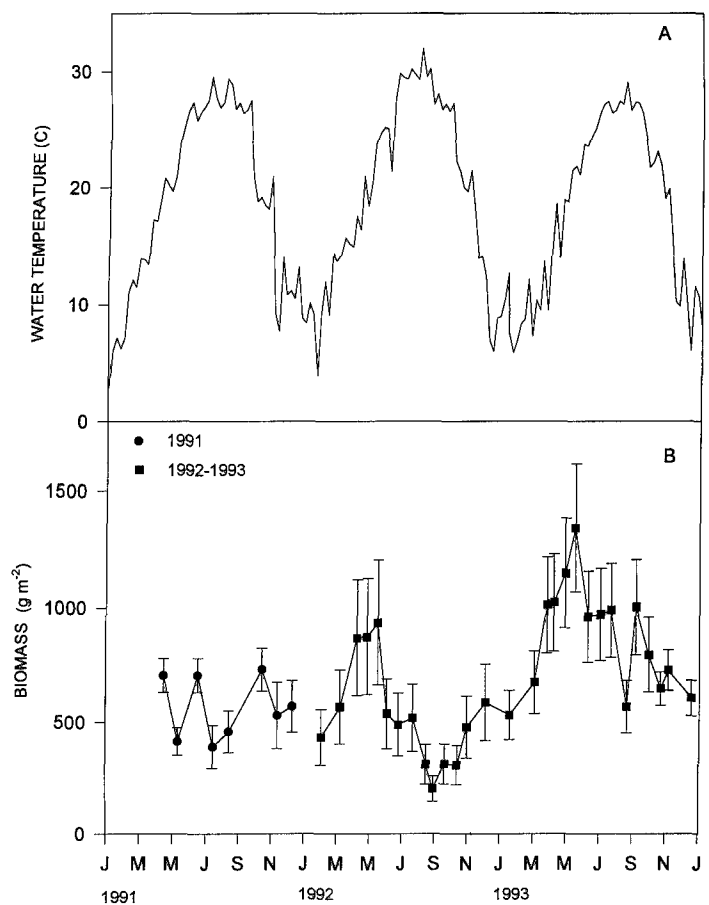 A
30
20
10
0
WATER TEMPERATURE (C)
1991
1992-1993
B
1500
1000
500
0
BIOMASS (g m-2)
J M M J S N J M M J S N J M M J S N J
1991 1992 1993